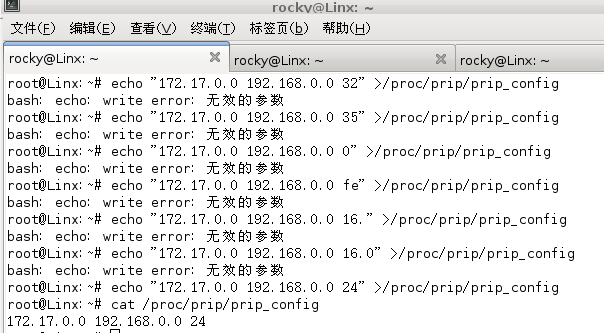 rocky@Linx: ~
文件(F) 编辑(E) 查看(V) 终端(T) 标签页(B) 帮助(H)
rocky@Linx: ~ rocky@Linx: ~ rocky@Linx: ~
root@Linx:~# echo "172.17.0.0 192.168.0.0 32" >/proc/prip/prip_config
bash: echo: write error: 无效的参数
root@Linx:~# echo "172.17.0.0 192.168.0.0 35" >/proc/prip/prip_config
bash: echo: write error: 无效的参数
root@Linx:~# echo "172.17.0.0 192.168.0.0 0" >/proc/prip/prip_config
bash: echo: write error: 无效的参数
root@Linx:~# echo "172.17.0.0 192.168.0.0 fe" >/proc/prip/prip_config
bash: echo: write error: 无效的参数
root@Linx:~# echo "172.17.0.0 192.168.0.0 16." >/proc/prip/prip_config
bash: echo: write error: 无效的参数
root@Linx:~# echo "172.17.0.0 192.168.0.0 16.0" >/proc/prip/prip_config
bash: echo: write error: 无效的参数
root@Linx:~# echo "172.17.0.0 192.168.0.0 24" >/proc/prip/prip_config
root@Linx:~# cat /proc/prip/prip_config
172.17.0.0 192.168.0.0 24